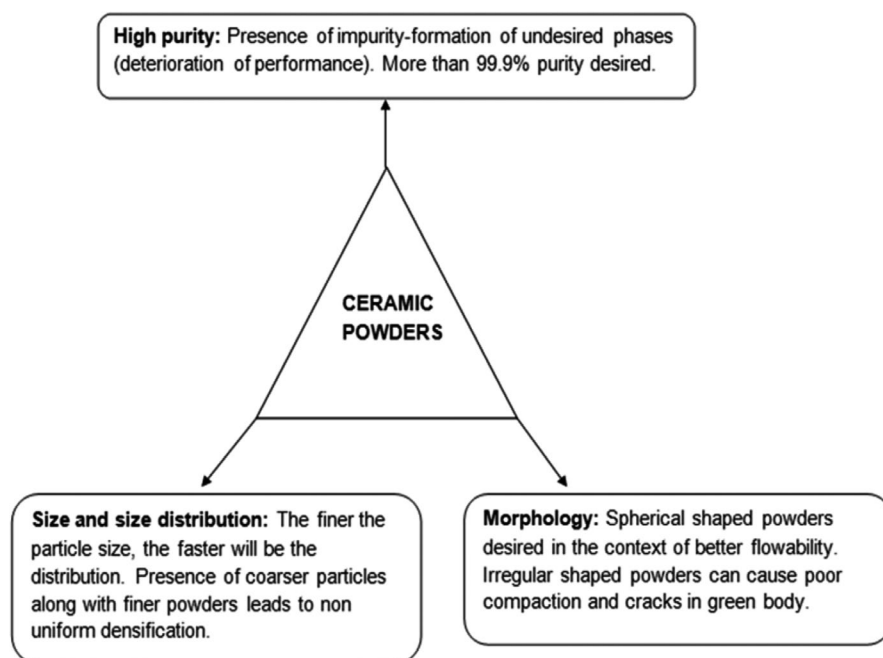 High purity: Presence of impurity-formation of undesired phases
(deterioration of performance). More than 99.9% purity desired.
CERAMIC
POWDERS
Size and size distribution: The finer the
particle size, the faster will be the
distribution. Presence of coarser particles
along with finer powders leads to non
uniform densification.
Morphology: Spherical shaped powders
desired in the context of better flowability.
Irregular shaped powders can cause poor
compaction and cracks in green body.